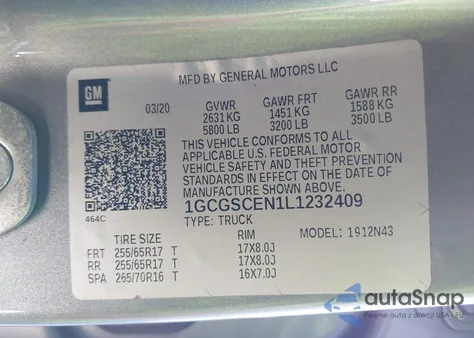 MFD BY GENERAL MOTORS LLC
GM
03/20 GVWR GAWR FRT GAWR RR
2631 KG 1451 KG 1588 KG
5800 LB 3200 LB 3500 LB
THIS VEHICLE CONFORMS TO ALL
APPLICABLE U.S. FEDERAL MOTOR
VEHICLE SAFETY AND THEFT PREVENTION
STANDARDS IN EFFECT ON THE DATE OF
MANUFACTURE SHOWN ABOVE.
464C
1GCGSCEN1L1232409
TYPE: TRUCK
MODEL: 1912N43
TIRE SIZE RIM
FRT 255/65R17 T 17X8.0J
RR 255/65R17 T 17X8.0J
SPA 265/70R16 T 16X7.0J
autoSnap